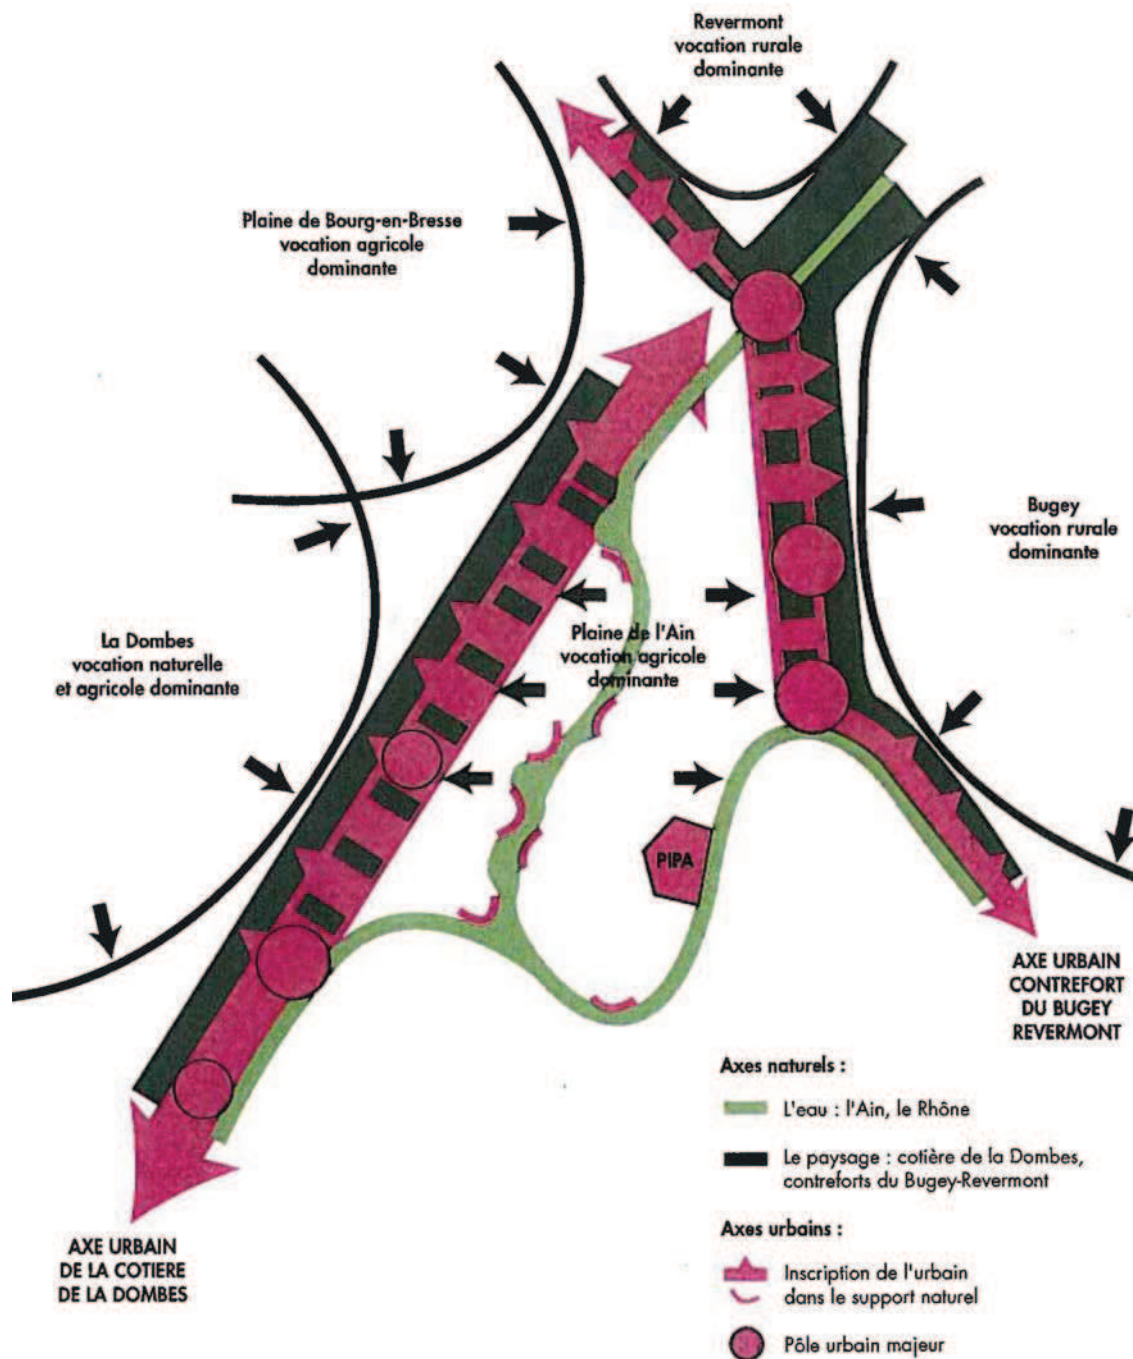 Revermont
vocation rurale
dominante
Plaine de Bourg-en-Bresse
vocation agricole
dominante
Bugey
vocation rurale
dominante
La Dombes
vocation naturelle
et agricole dominante
Plaine de l'Ain
vocation agricole
dominante
PIPA
AXE URBAIN
CONTREFORT
DU BUGEY
REVERMONT
Axes naturels :
L'eau : l'Ain, le Rhône
Le paysage : cotière de la Dombes,
contreforts du Bugey-Revermont
Axes urbains :
Inscription de l'urbain
dans le support naturel
Pôle urbain majeur
AXE URBAIN
DE LA COTIERE
DE LA DOMBES